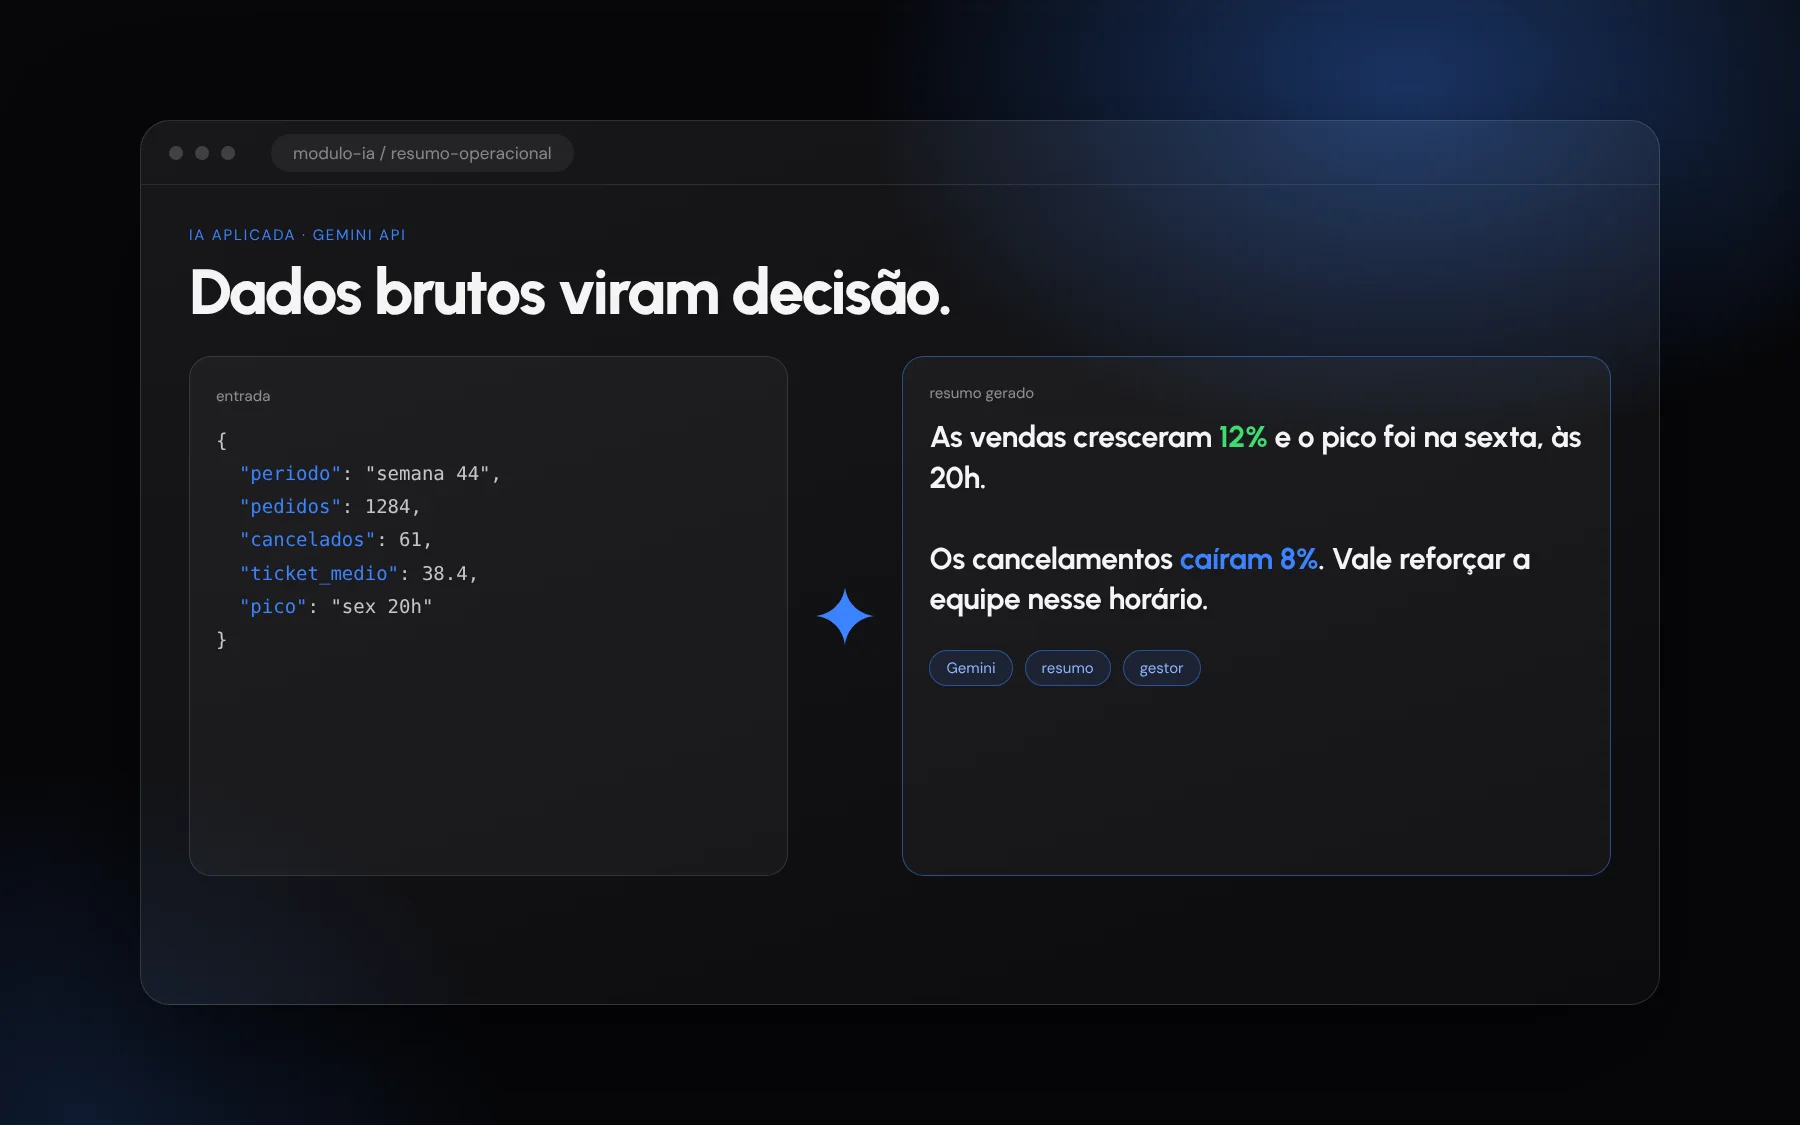 modulo-ia / resumo-operacional
IA APLICADA · GEMINI API
Dados brutos viram decisão.
entrada
{
"periodo": "semana 44",
"pedidos": 1284,
"cancelados": 61,
"ticket_medio": 38.4,
"pico": "sex 20h"
}
resumo gerado
As vendas cresceram 12% e o pico foi na sexta, às
20h.
Os cancelamentos caíram 8%. Vale reforçar a
equipe nesse horário.
Gemini resumo gestor